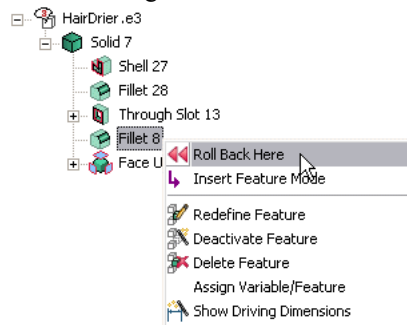 HairDrier.e3
Solid 7
Shell 27
Fillet 28
Through Slot 13
Fillet 8
Face U
Roll Back Here
Insert Feature Mode
Redefine Feature
Deactivate Feature
Delete Feature
Assign Variable/Feature
Show Driving Dimensions